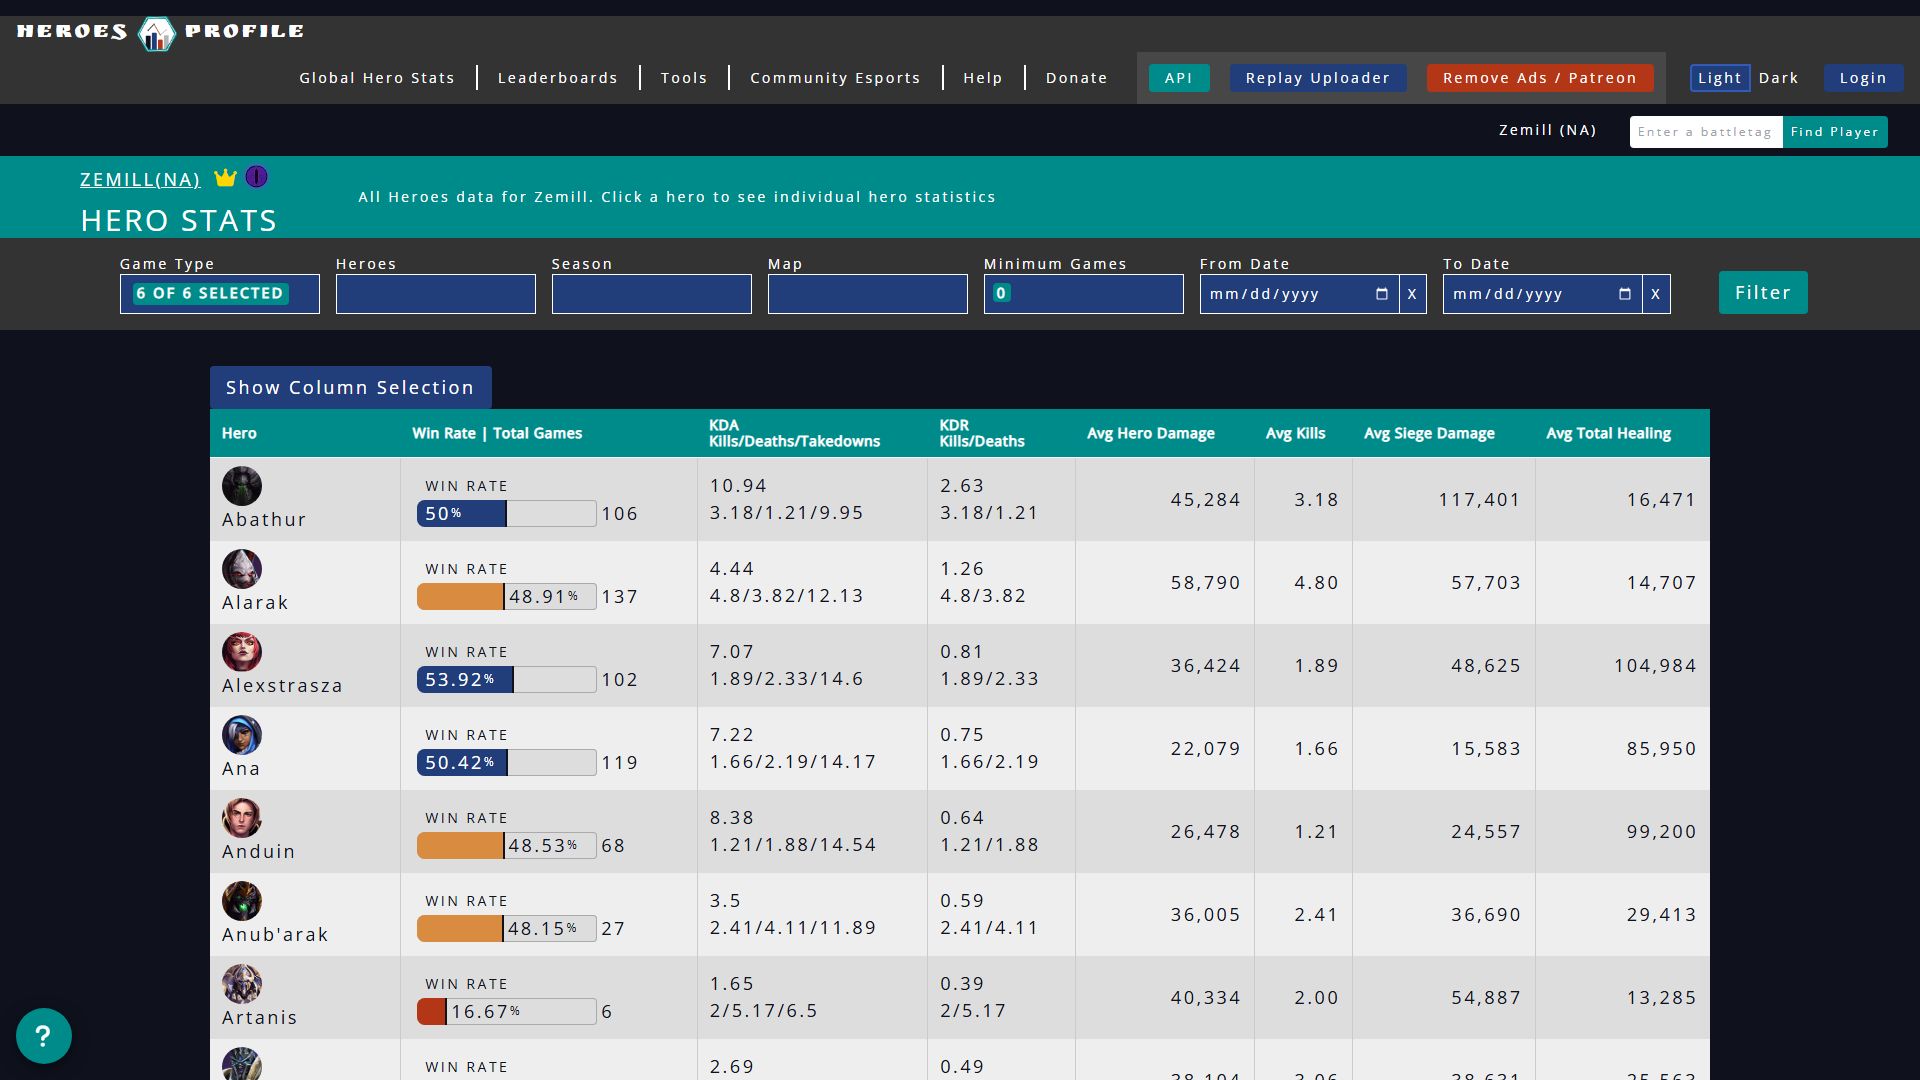 HEROES PROFILE
Global Hero Stats Leaderboards Tools Community Esports Help Donate API Replay Uploader Remove Ads / Patreon Light Dark Login
Zemill (NA) Enter a battletag Find Player
ZEMILL(NA)
All Heroes data for Zemill. Click a hero to see individual hero statistics
HERO STATS
Game Type Heroes Season Map Minimum Games From Date To Date
6 OF 6 SELECTED 0 mm/dd/yyyy X mm/dd/yyyy X Filter
Show Column Selection
Hero Win Rate | Total Games KDA Kills/Deaths/Takedowns KDR Kills/Deaths Avg Hero Damage Avg Kills Avg Siege Damage Avg Total Healing
WIN RATE 10.94 2.63
Abathur 50% 106 3.18/1.21/9.95 3.18/1.21 45,284 3.18 117,401 16,471
WIN RATE 4.44 1.26
Alarak 48.91% 137 4.8/3.82/12.13 4.8/3.82 58,790 4.80 57,703 14,707
WIN RATE 7.07 0.81
Alexstrasza 53.92% 102 1.89/2.33/14.6 1.89/2.33 36,424 1.89 48,625 104,984
WIN RATE 7.22 0.75
Ana 50.42% 119 1.66/2.19/14.17 1.66/2.19 22,079 1.66 15,583 85,950
WIN RATE 8.38 0.64
Anduin 48.53% 68 1.21/1.88/14.54 1.21/1.88 26,478 1.21 24,557 99,200
WIN RATE 3.5 0.59
Anub'arak 48.15% 27 2.41/4.11/11.89 2.41/4.11 36,005 2.41 36,690 29,413
WIN RATE 1.65 0.39
Artanis 16.67% 6 2/5.17/6.5 2/5.17 40,334 2.00 54,887 13,285
WIN RATE 2.69 0.49
?